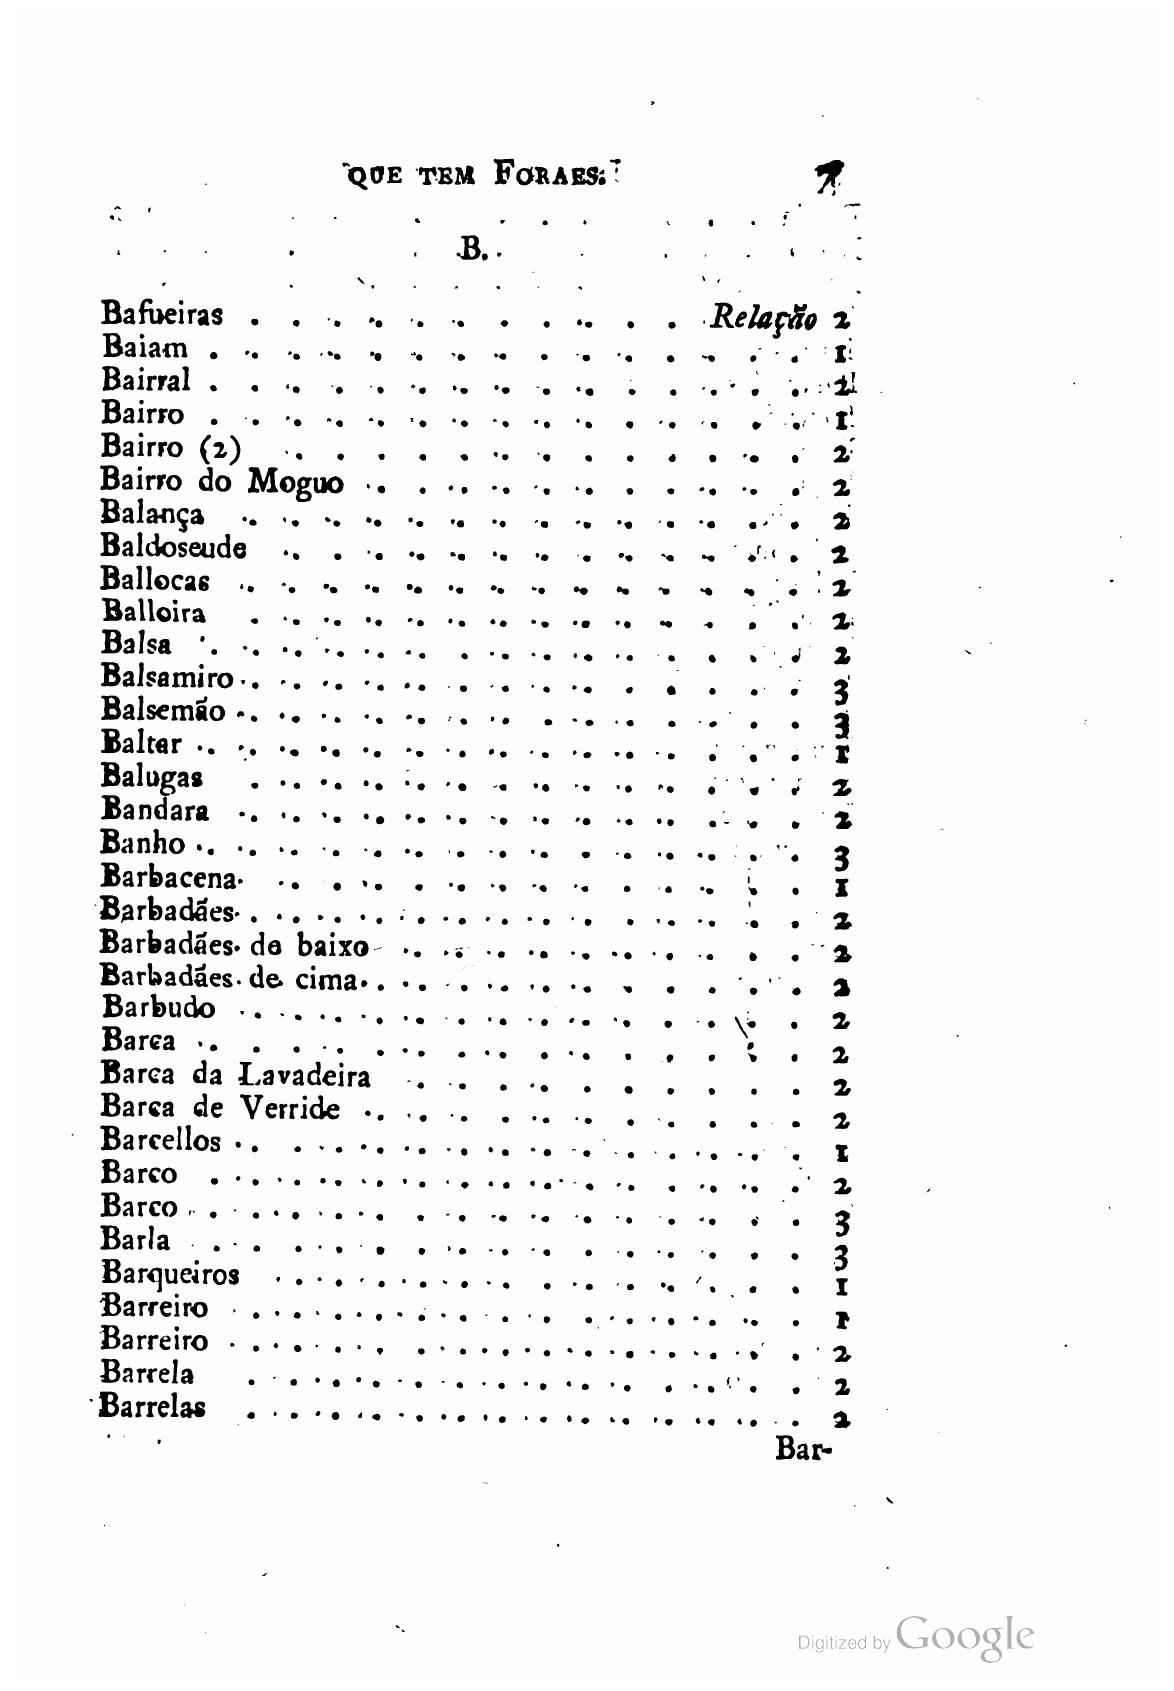 QUE TEM FORAES. 7
B.
Bafueiras . . . . . . . . . . . Relação 2
Baiam . . . . . . . . . . . . . . . 1
Bairral . . . . . . . . . . . . . . . 2
Bairro . . . . . . . . . . . . . . . 1
Bairro (2) . . . . . . . . . . . . . 2
Bairro do Moguo . . . . . . . . . . . 2
Balança . . . . . . . . . . . . . . 2
Baldoseude . . . . . . . . . . . . . 2
Ballocas . . . . . . . . . . . . . . 2
Balloira . . . . . . . . . . . . . . 2
Balsa . . . . . . . . . . . . . . . 2
Balsamiro . . . . . . . . . . . . . . 3
Balsemão . . . . . . . . . . . . . . 3
Baltar . . . . . . . . . . . . . . . 1
Balugas . . . . . . . . . . . . . . 2
Bandara . . . . . . . . . . . . . . 2
Banho . . . . . . . . . . . . . . . 3
Barbacena . . . . . . . . . . . . . 1
Barbadães . . . . . . . . . . . . . . 2
Barbadães de baixo . . . . . . . . . . 2
Barbadães de cima . . . . . . . . . . . 2
Barbudo . . . . . . . . . . . . . . 2
Barca . . . . . . . . . . . . . . . 2
Barca da Lavadeira . . . . . . . . . . 2
Barca de Verride . . . . . . . . . . . 2
Barcellos . . . . . . . . . . . . . . 1
Barco . . . . . . . . . . . . . . . 2
Barco . . . . . . . . . . . . . . . 3
Barla . . . . . . . . . . . . . . . 3
Barqueiros . . . . . . . . . . . . . 1
Barreiro . . . . . . . . . . . . . . 1
Barreiro . . . . . . . . . . . . . . 2
Barrela . . . . . . . . . . . . . . 2
Barrelas . . . . . . . . . . . . . . 2
Bar-
Digitized by Google